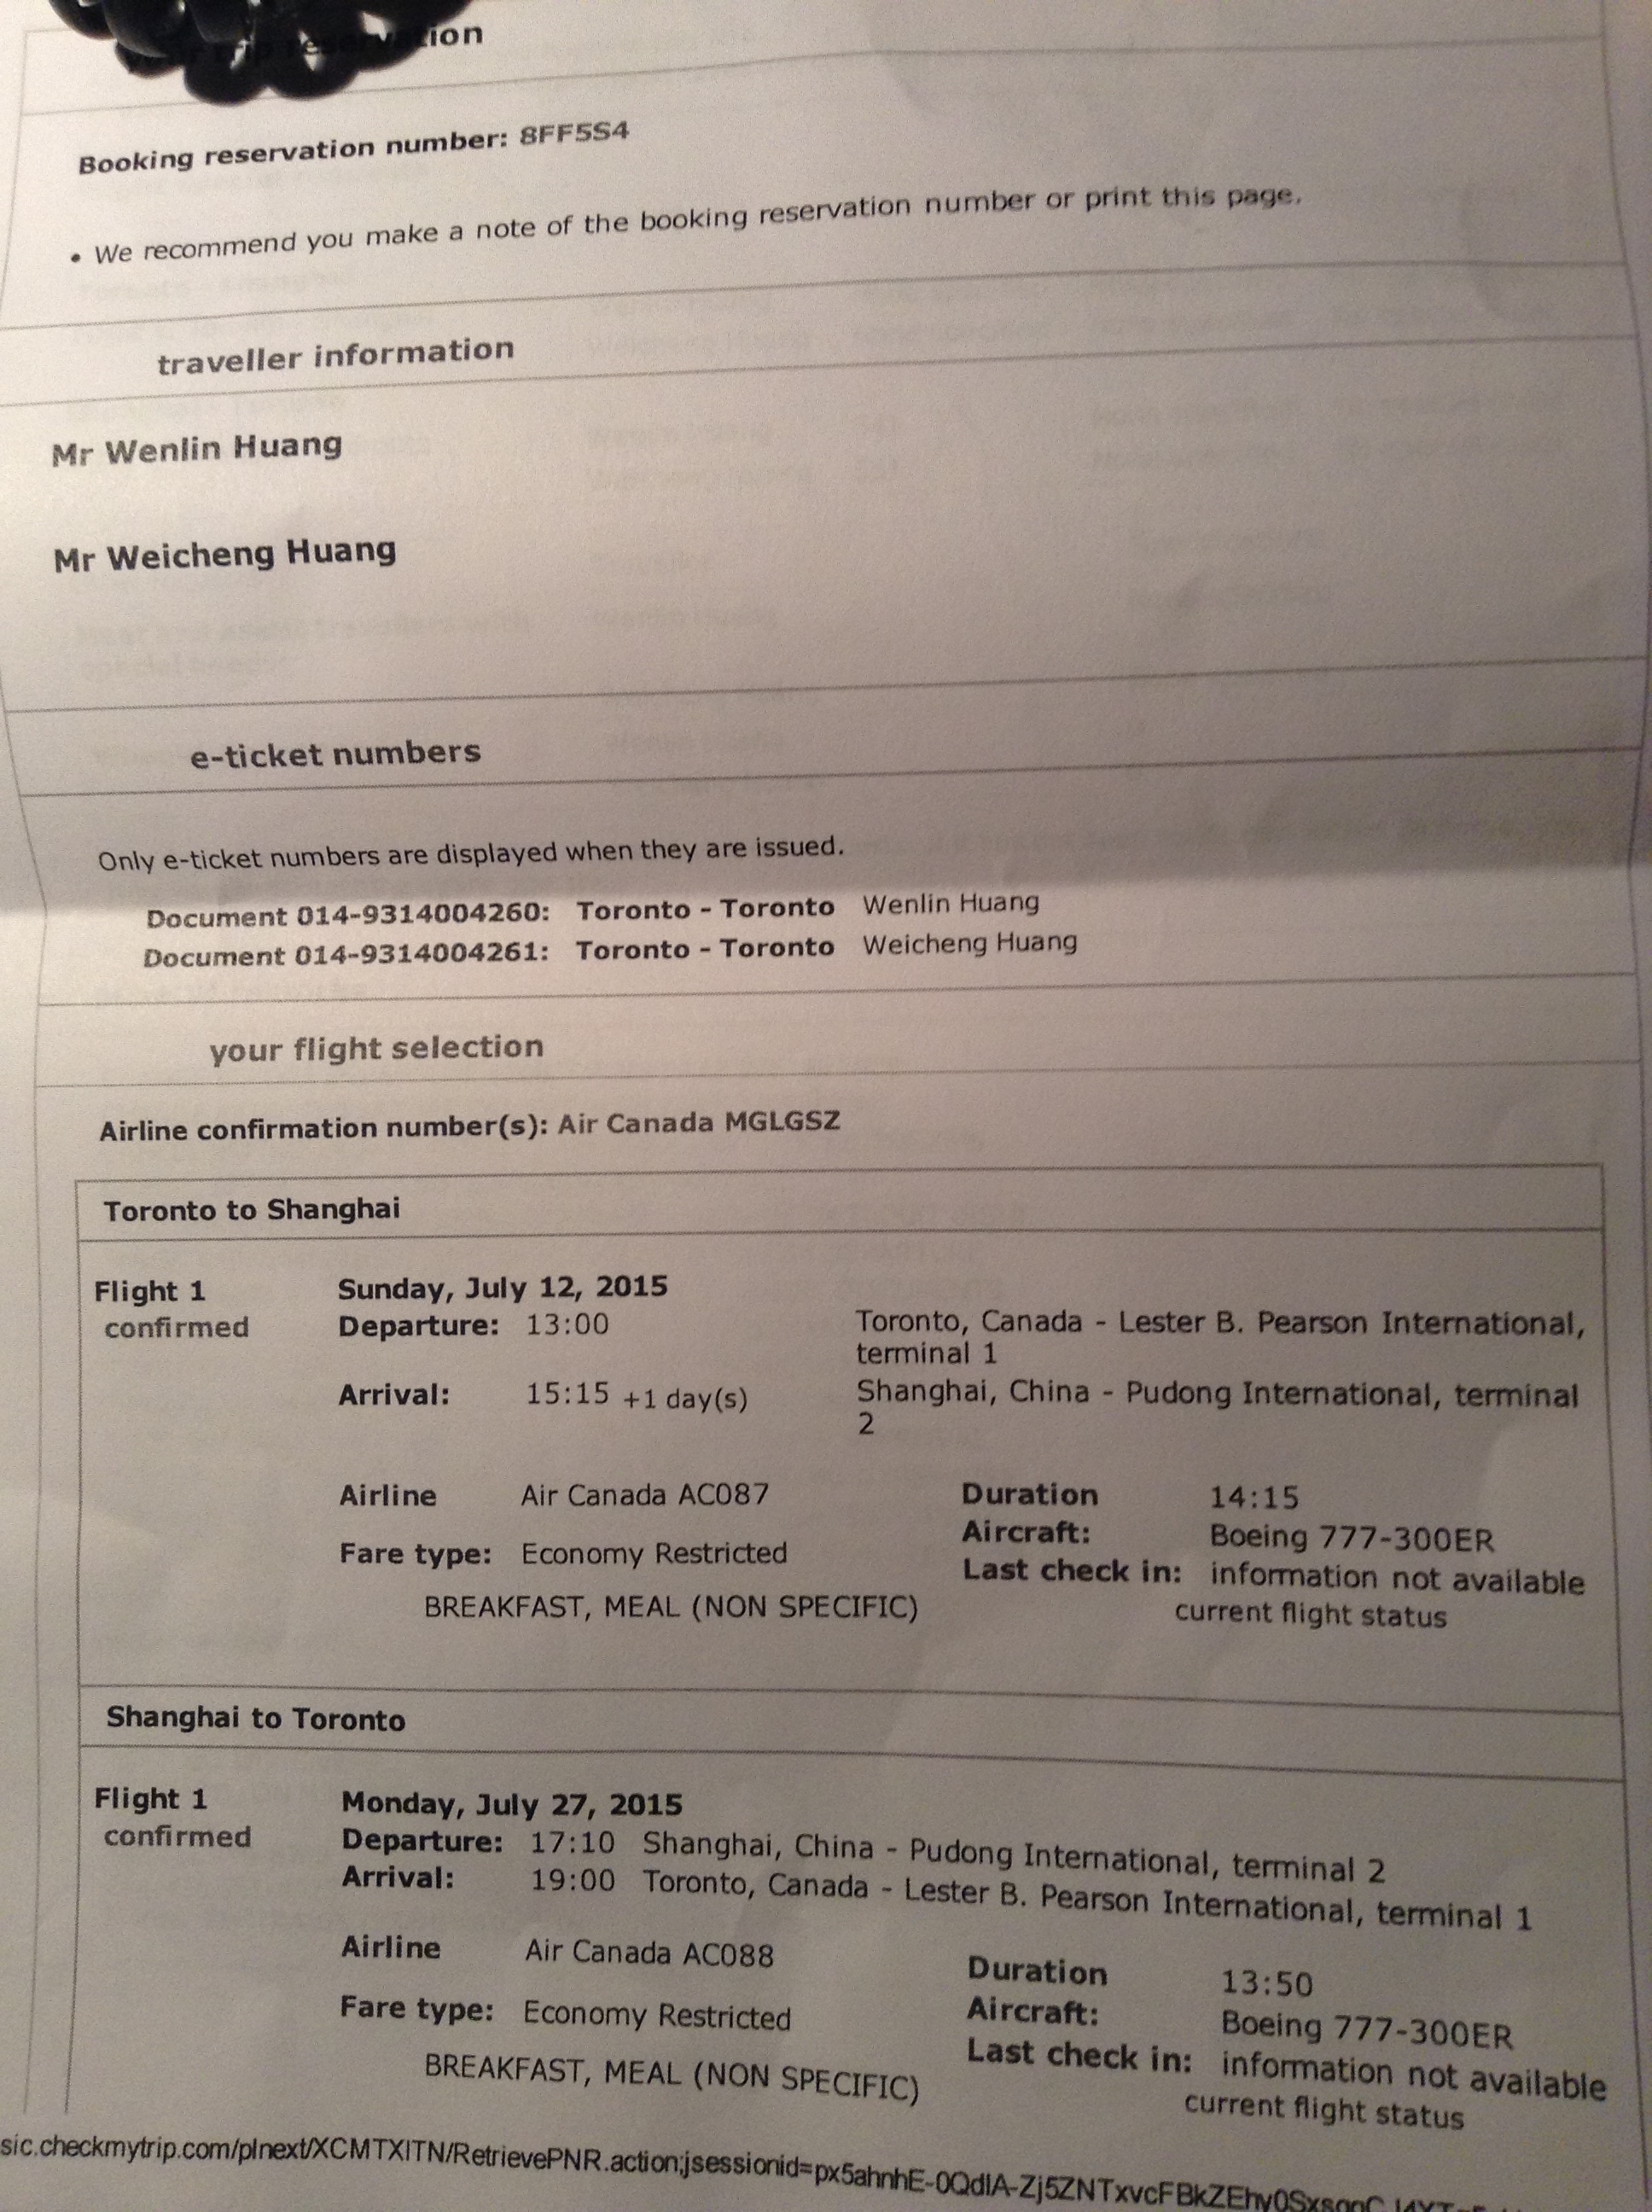 trip reservation
Booking reservation number: 8FF5S4
• We recommend you make a note of the booking reservation number or print this page.
traveller information
Mr Wenlin Huang
Mr Weicheng Huang
e-ticket numbers
Only e-ticket numbers are displayed when they are issued.
Document 014-9314004260: Toronto - Toronto Wenlin Huang
Document 014-9314004261: Toronto - Toronto Weicheng Huang
your flight selection
Airline confirmation number(s): Air Canada MGLGSZ
Toronto to Shanghai
Flight 1 Sunday, July 12, 2015
confirmed Departure: 13:00 Toronto, Canada - Lester B. Pearson International,
terminal 1
Arrival: 15:15 +1 day(s) Shanghai, China - Pudong International, terminal
2
Airline Air Canada AC087 Duration 14:15
Aircraft: Boeing 777-300ER
Fare type: Economy Restricted
Last check in: information not available
BREAKFAST, MEAL (NON SPECIFIC) current flight status
Shanghai to Toronto
Flight 1 Monday, July 27, 2015
confirmed Departure: 17:10 Shanghai, China - Pudong International, terminal 2
Arrival: 19:00 Toronto, Canada - Lester B. Pearson International, terminal 1
Airline Air Canada AC088 Duration 13:50
Fare type: Economy Restricted Aircraft: Boeing 777-300ER
Last check in: information not available
BREAKFAST, MEAL (NON SPECIFIC) current flight status
sic.checkmytrip.com/plnext/XCMTXITN/RetrievePNR.action;jsessionid=px5ahnhE-0QdIA-Zj5ZNTxvcFBkZEhy0SxsgnC